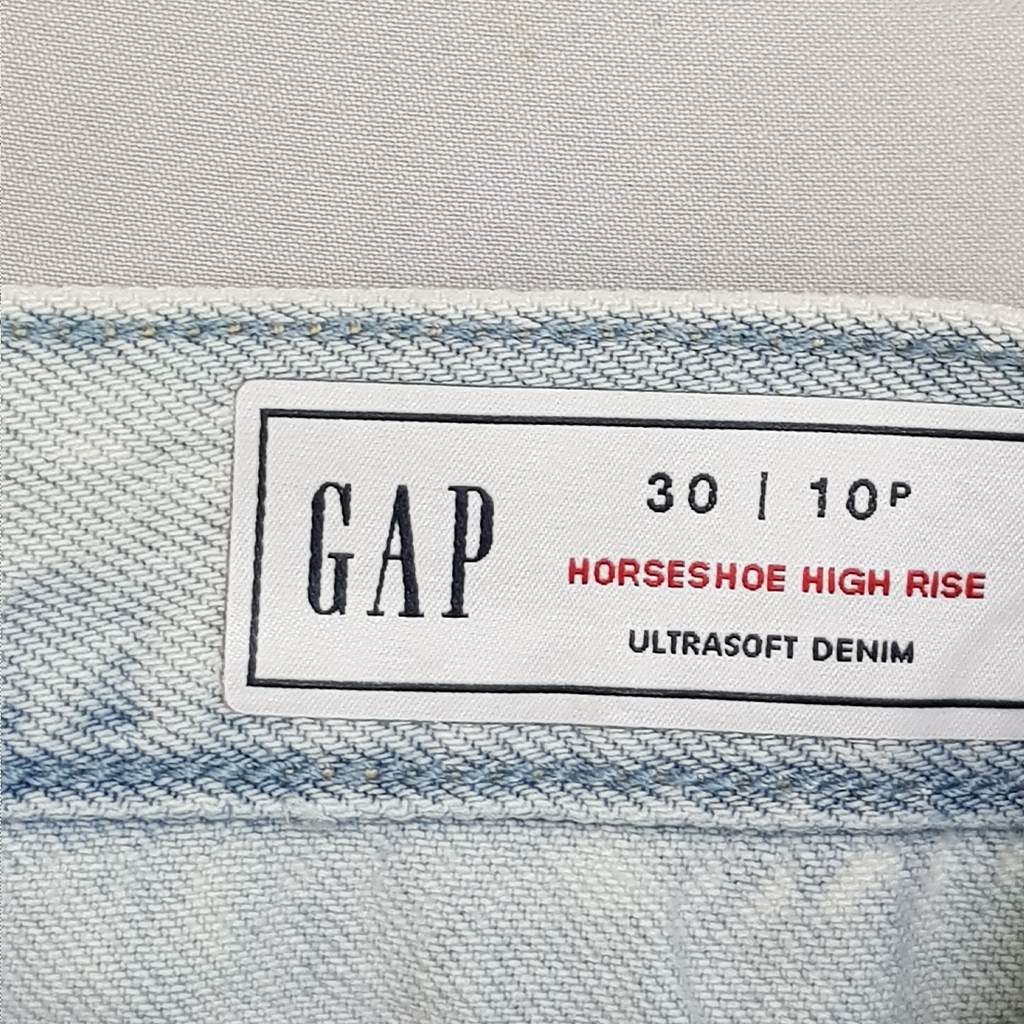 GAP
30 | 10P
HORSESHOE HIGH RISE
ULTRASOFT DENIM